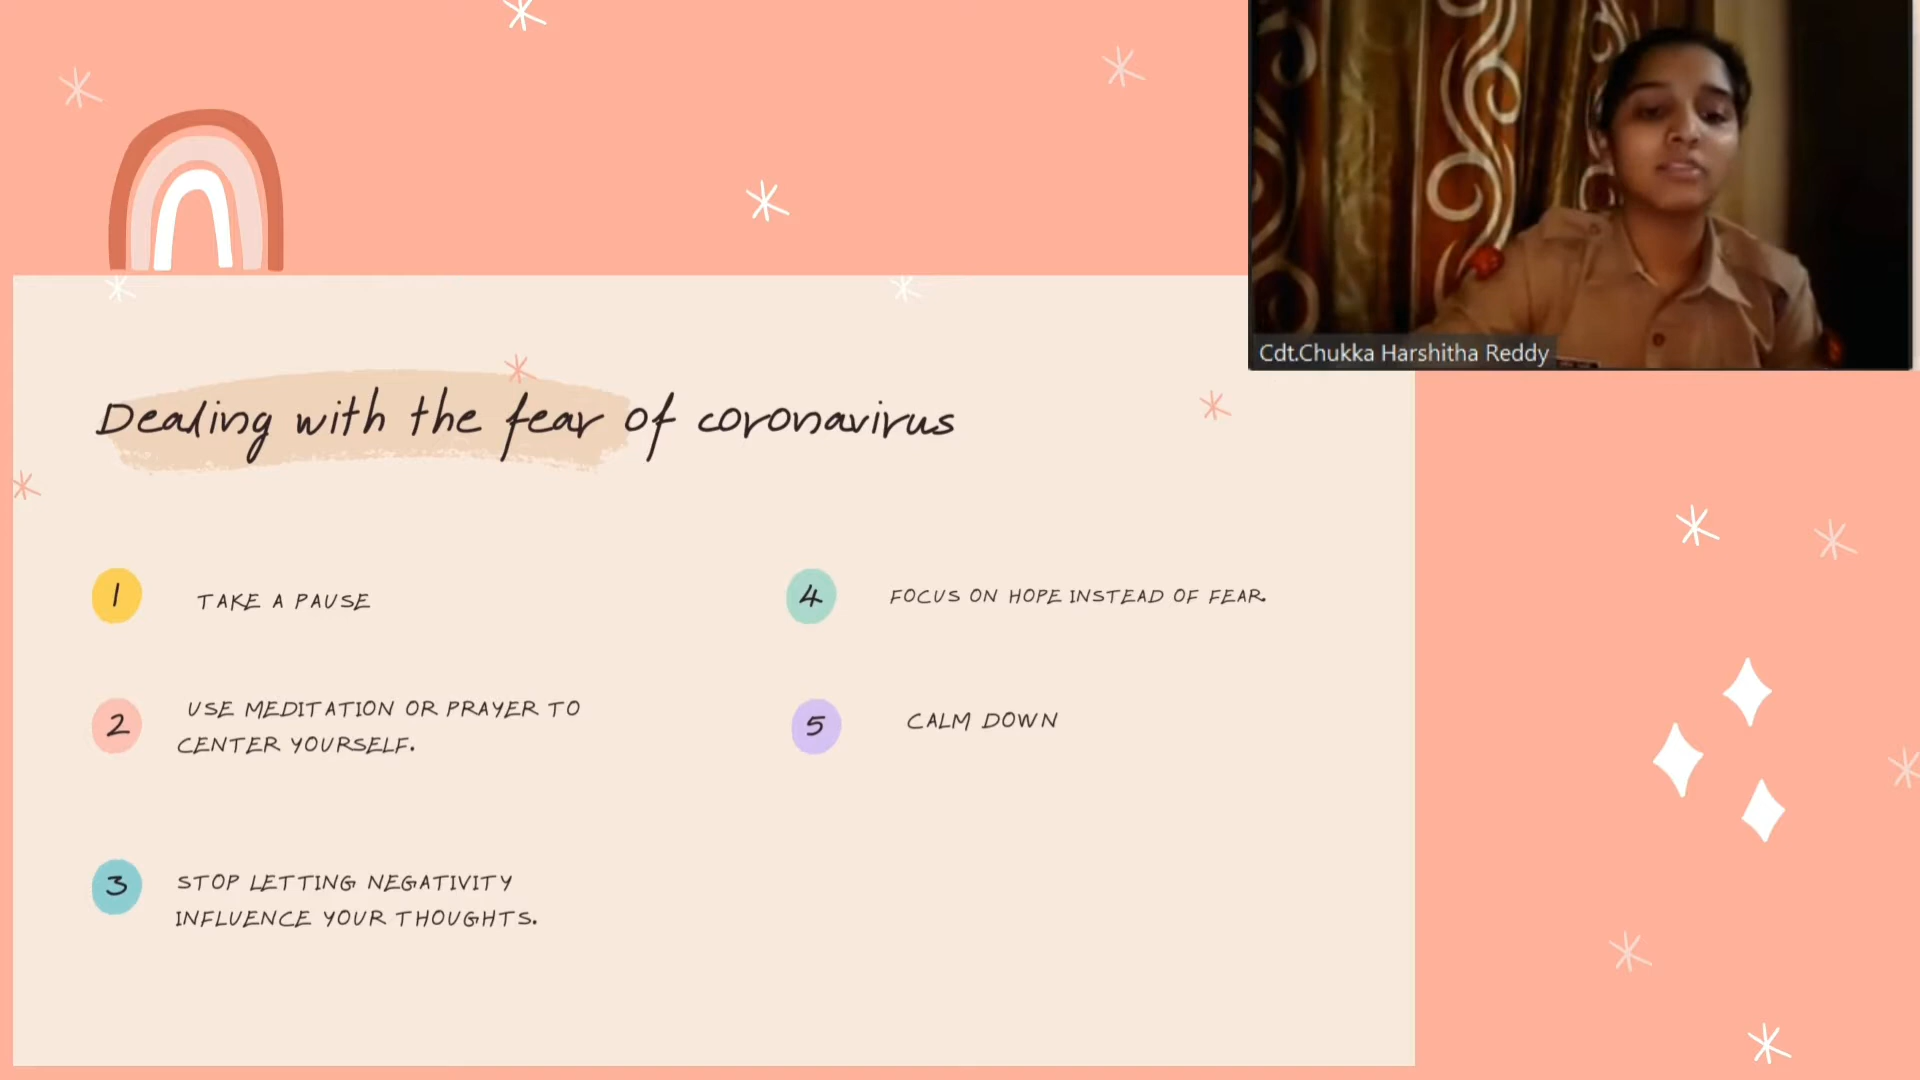 Cdt.Chukka Harshitha Reddy
Dealing with the fear of coronavirus
1
TAKE A PAUSE
2
USE MEDITATION OR PRAYER TO
CENTER YOURSELF.
3
STOP LETTING NEGATIVITY
INFLUENCE YOUR THOUGHTS.
4
FOCUS ON HOPE INSTEAD OF FEAR.
5
CALM DOWN